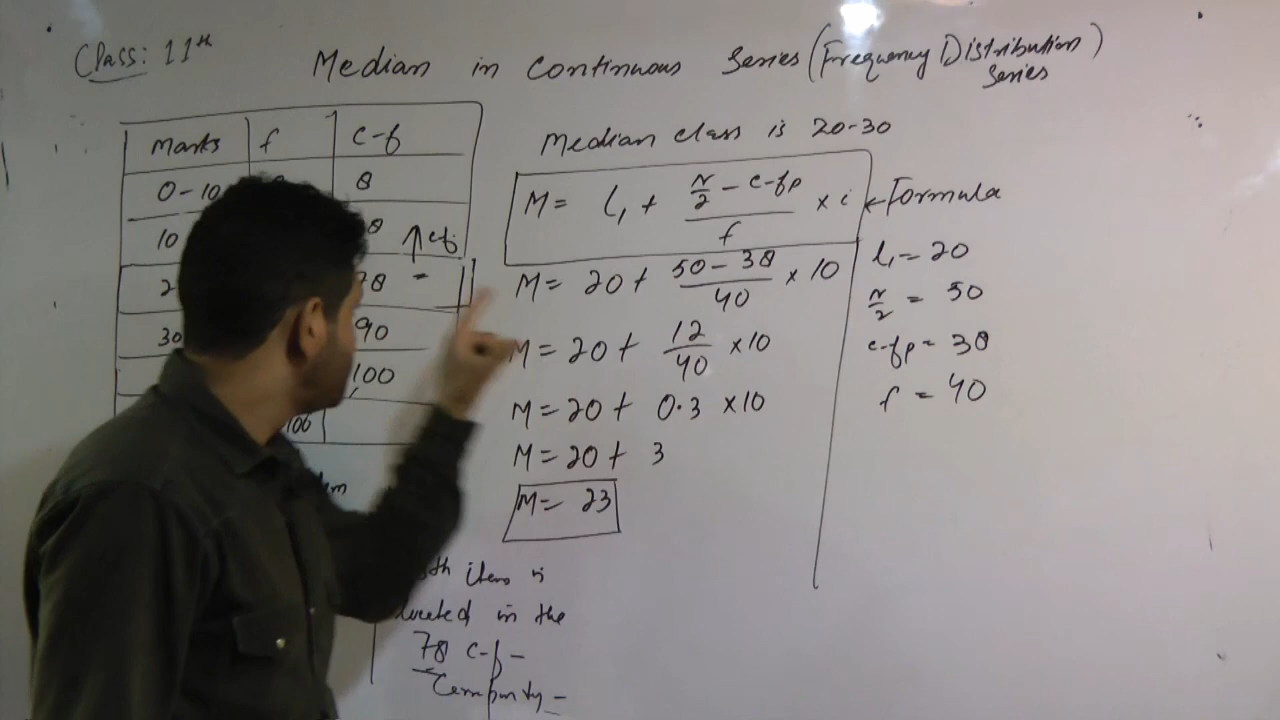 Class: 11th
Median in Continuous Series (Frequency Distribution Series)
Marks f c-f
0-10 8
10 8 ↑ cf
2 78 -
30 90
100
100
Median class is 20-30
M = l₁ + (N/2 - c-fp)/f × i ← Formula
M = 20 + (50 - 38)/40 × 10
M = 20 + 12/40 × 10
M = 20 + 0.3 × 10
M = 20 + 3
M = 23
l₁ = 20
N/2 = 50
c-fp = 38
f = 40
th item is
in the
78 c-f -